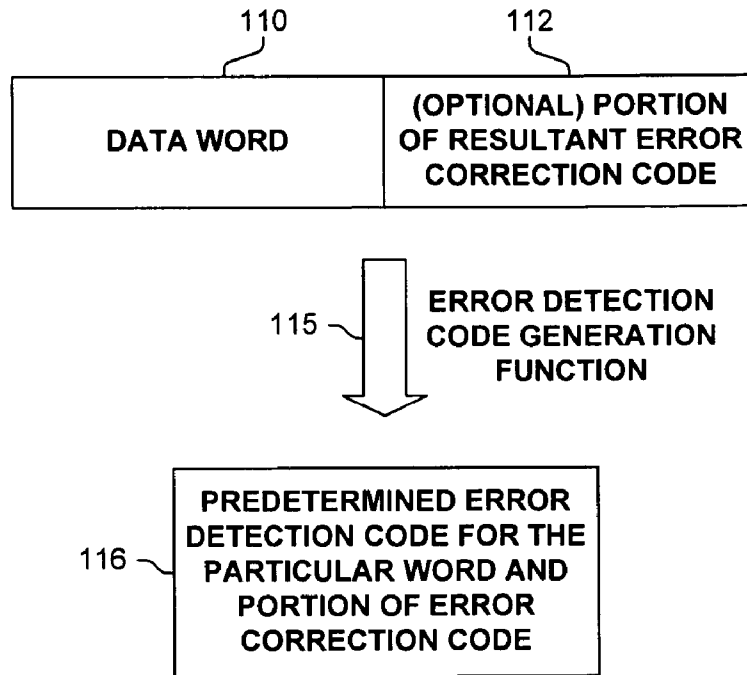 110
112
DATA WORD
(OPTIONAL) PORTION
OF RESULTANT ERROR
CORRECTION CODE
115
ERROR DETECTION
CODE GENERATION
FUNCTION
116
PREDETERMINED ERROR
DETECTION CODE FOR THE
PARTICULAR WORD AND
PORTION OF ERROR
CORRECTION CODE